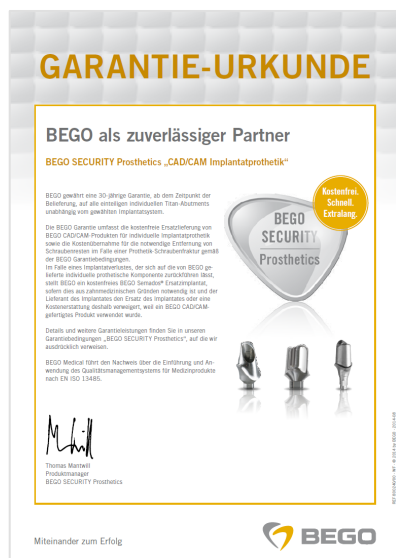 GARANTIE-URKUNDE
BEGO als zuverlässiger Partner
BEGO SECURITY Prosthetics „CAD/CAM Implantatprothetik“
Kostenfrei.
Schnell.
Extralang.
BEGO
SECURITY
Prosthetics
BEGO gewährt eine 30-jährige Garantie, ab dem Zeitpunkt der
Belieferung, auf alle einteiligen individuellen Titan-Abutments
unabhängig vom gewählten Implantatsystem.
Die BEGO Garantie umfasst die kostenfreie Ersatzlieferung von
BEGO CAD/CAM-Produkten für individuelle Implantatprothetik
sowie die Kostenübernahme für die notwendige Entfernung von
Schraubenresten im Falle einer Prothetik-Schraubenfraktur gemäß
der BEGO Garantiebedingungen.
Im Falle eines Implantatverlustes, der sich auf die von BEGO ge-
lieferte individuelle prosthetische Komponente zurückführen lässt,
stellt BEGO ein kostenfreies BEGO Semados® Ersatzimplantat,
sofern dies aus zahnmedizinischen Gründen notwendig ist und der
Lieferant des Implantates den Ersatz des Implantates oder eine
Kostenerstattung deshalb verweigert, weil ein BEGO CAD/CAM-
gefertigtes Produkt verwendet wurde.
Details und weitere Garantieleistungen finden Sie in unseren
Garantiebedingungen „BEGO SECURITY Prosthetics“, auf die wir
ausdrücklich verweisen.
BEGO Medical führt den Nachweis über die Einführung und An-
wendung des Qualitätsmanagementsystems für Medizinprodukte
nach EN ISO 13485.
Thomas Mantwill
Produktmanager
BEGO SECURITY Prosthetics
Miteinander zum Erfolg
BEGO